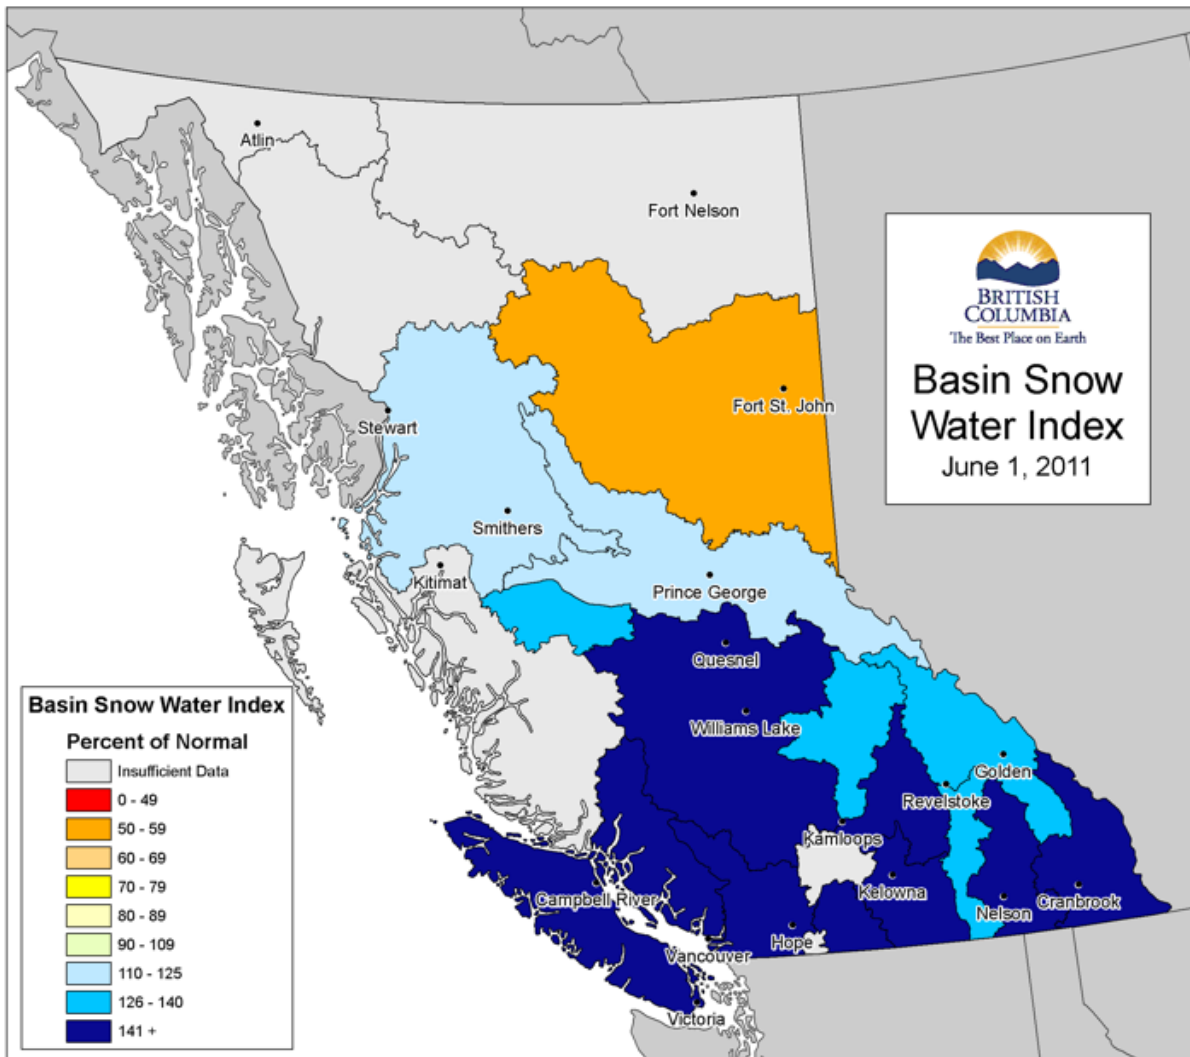 Atlin
Fort Nelson
BRITISH
COLUMBIA
The Best Place on Earth
Basin Snow
Water Index
June 1, 2011
Fort St. John
Stewart
Smithers
Kitimat
Prince George
Quesnel
Williams Lake
Golden
Revelstoke
Kamloops
Kelowna
Cranbrook
Nelson
Campbell River
Hope
Vancouver
Victoria
Basin Snow Water Index
Percent of Normal
Insufficient Data
0 - 49
50 - 59
60 - 69
70 - 79
80 - 89
90 - 109
110 - 125
126 - 140
141 +